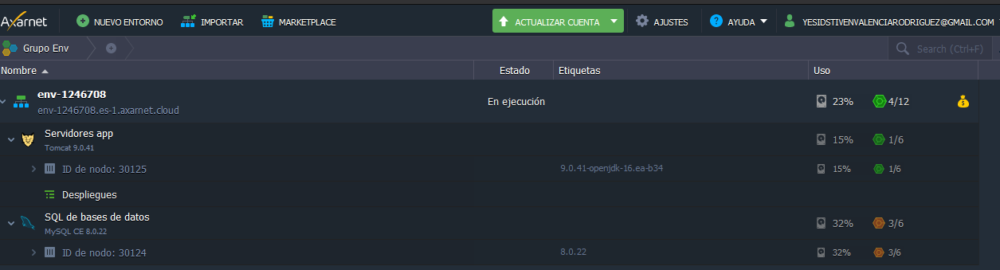 Axarnet
NUEVO ENTORNO
IMPORTAR
MARKETPLACE
ACTUALIZAR CUENTA
AJUSTES
AYUDA
YESIDSTIVENVALENCIARODRIGUEZ@GMAIL.COM
Grupo Env
Search (Ctrl+F)
Nombre
Estado
Etiquetas
Uso
env-1246708
env-1246708.es-1.axarnet.cloud
En ejecución
23%
4/12
Servidores app
Tomcat 9.0.41
15%
1/6
ID de nodo: 30125
9.0.41-openjdk-16.ea-b34
15%
1/6
Despliegues
SQL de bases de datos
MySQL CE 8.0.22
32%
3/6
ID de nodo: 30124
8.0.22
32%
3/6